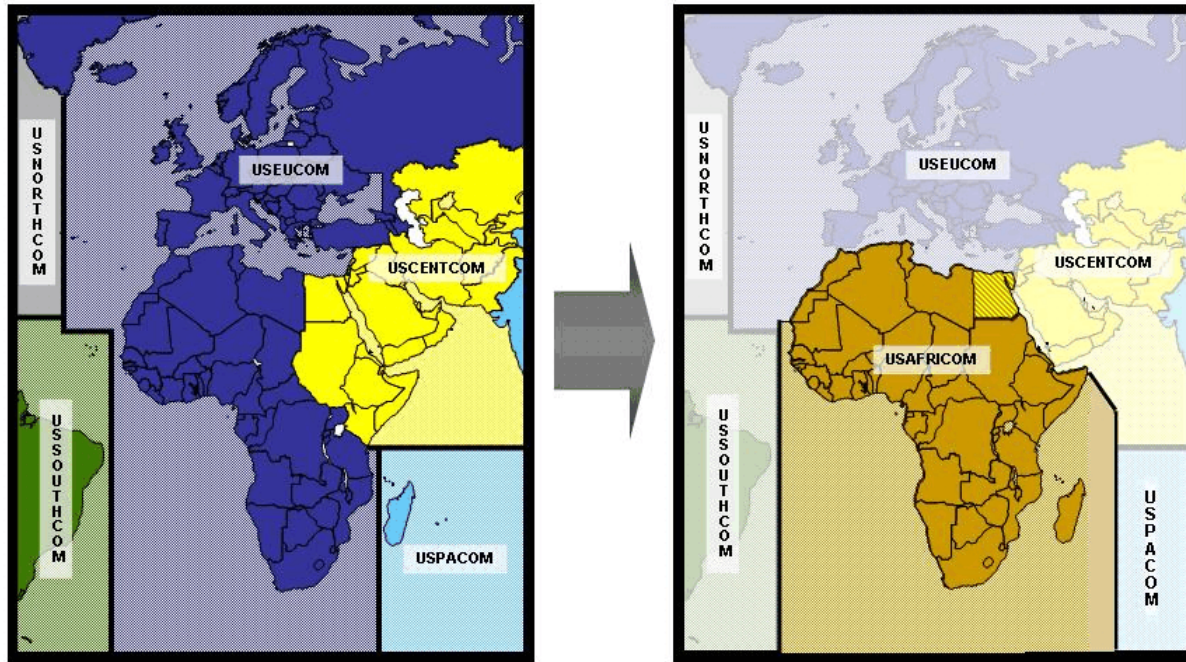 USNORTHCOM
USEUCOM
USCENTCOM
USSOUTHCOM
USPACOM
USNORTHCOM
USEUCOM
USCENTCOM
USAFRICOM
USSOUTHCOM
USPACOM